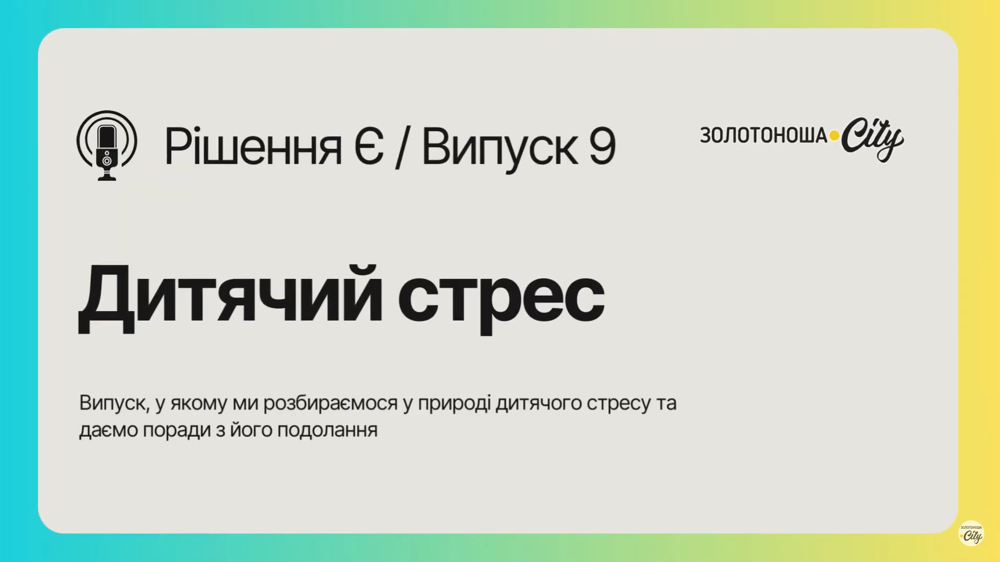 Рішення Є / Випуск 9
ЗОЛОТОНОША City
Дитячий стрес
Випуск, у якому ми розбираємося у природі дитячого стресу та
даємо поради з його подолання
ЗОЛОТОНОША
City